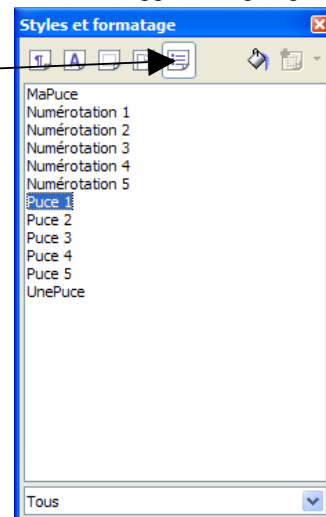 Styles et formatage
MaPuce
Numérotation 1
Numérotation 2
Numérotation 3
Numérotation 4
Numérotation 5
Puce 1
Puce 2
Puce 3
Puce 4
Puce 5
UnePuce
Tous